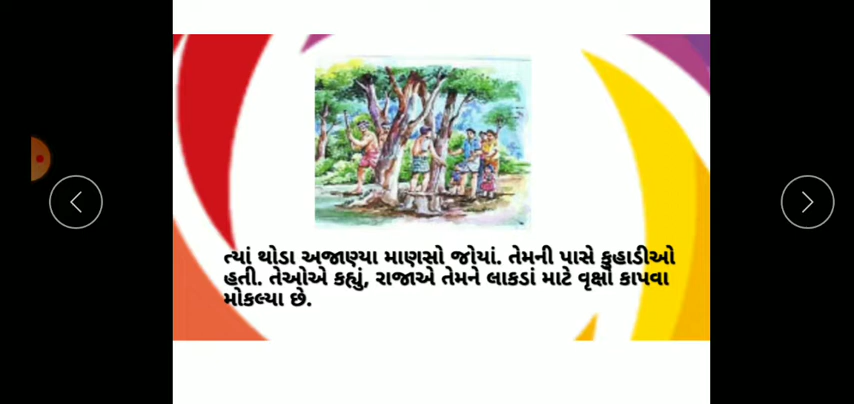 ત્યાં થોડા અજાણ્યા માણસો જોયાં. તેમની પાસે કુહાડીઓ
હતી. તેઓએ કહ્યું, રાજાએ તેમને લાકડાં માટે વૃક્ષો કાપવા
મોકલ્યા છે.